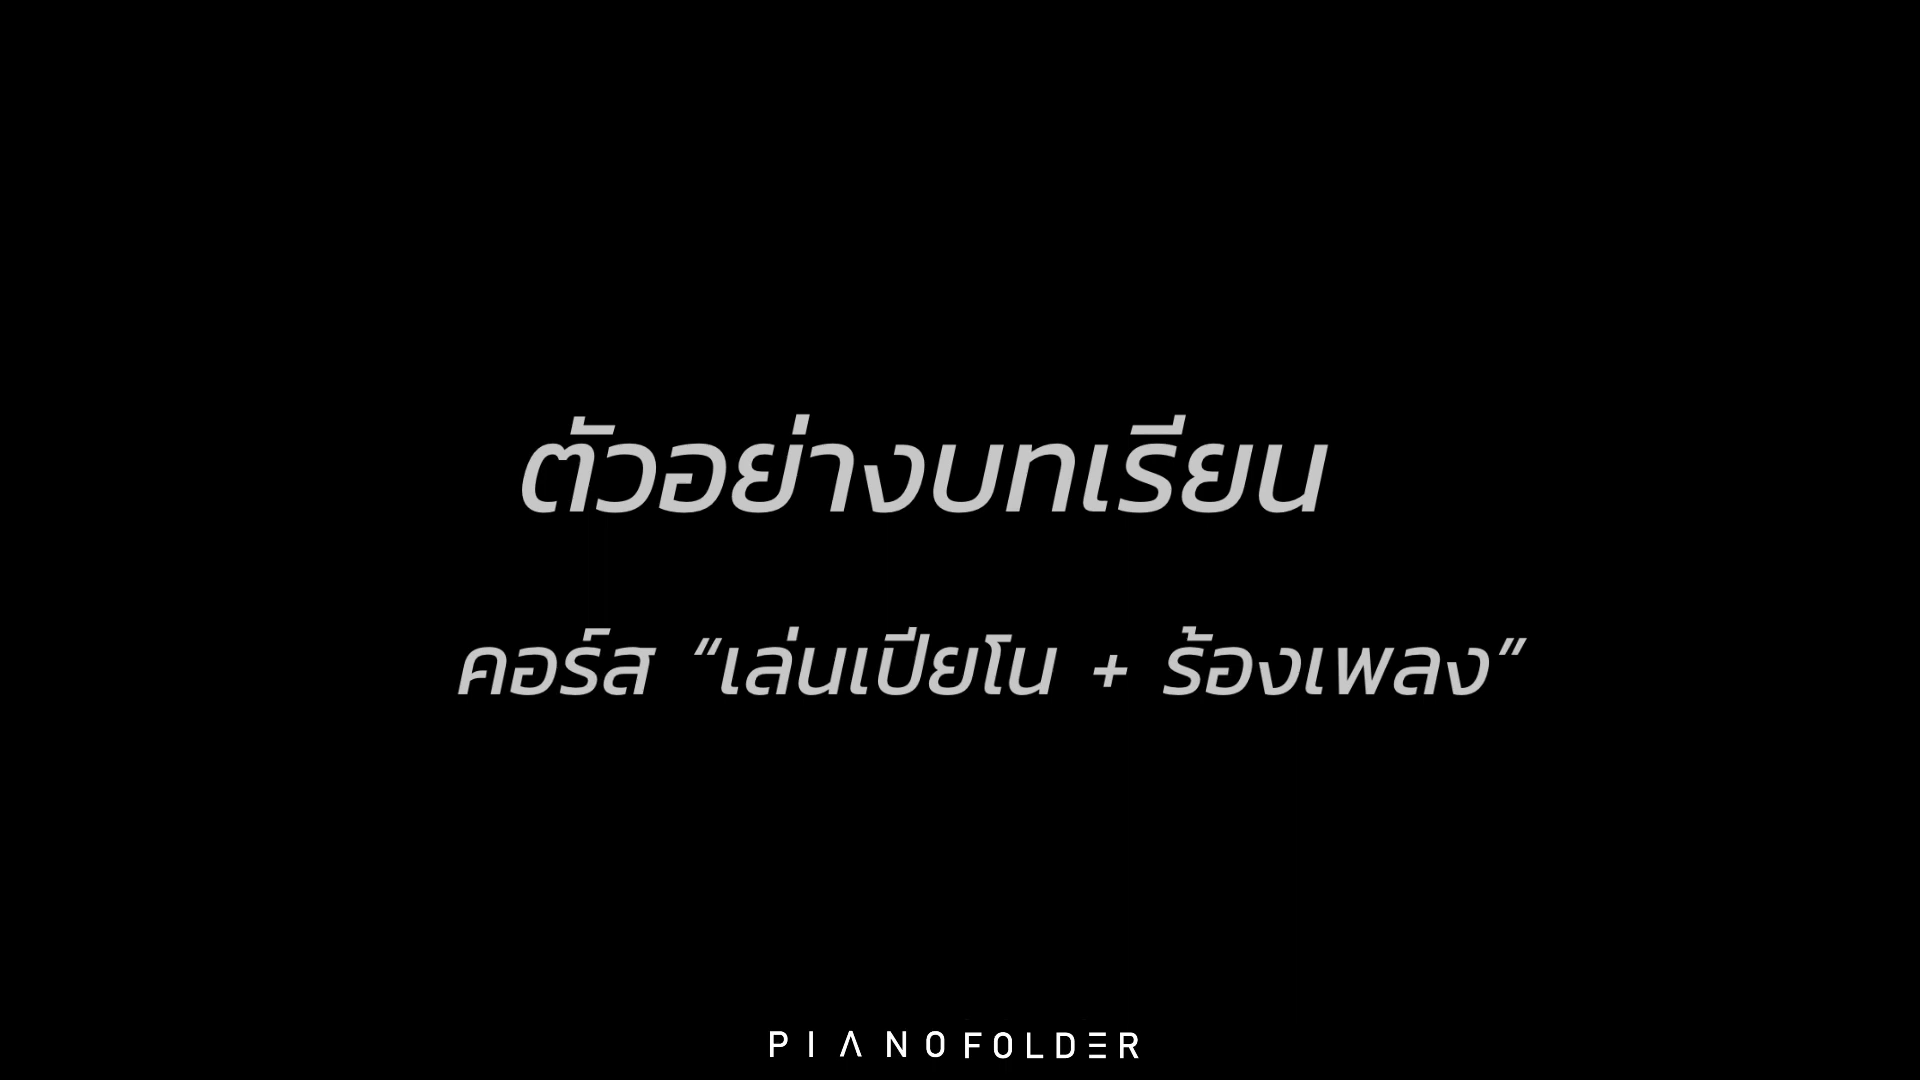 ตัวอย่างบทเรียน
คอร์ส “เล่นเปียโน + ร้องเพลง”
PIANOFOLDER